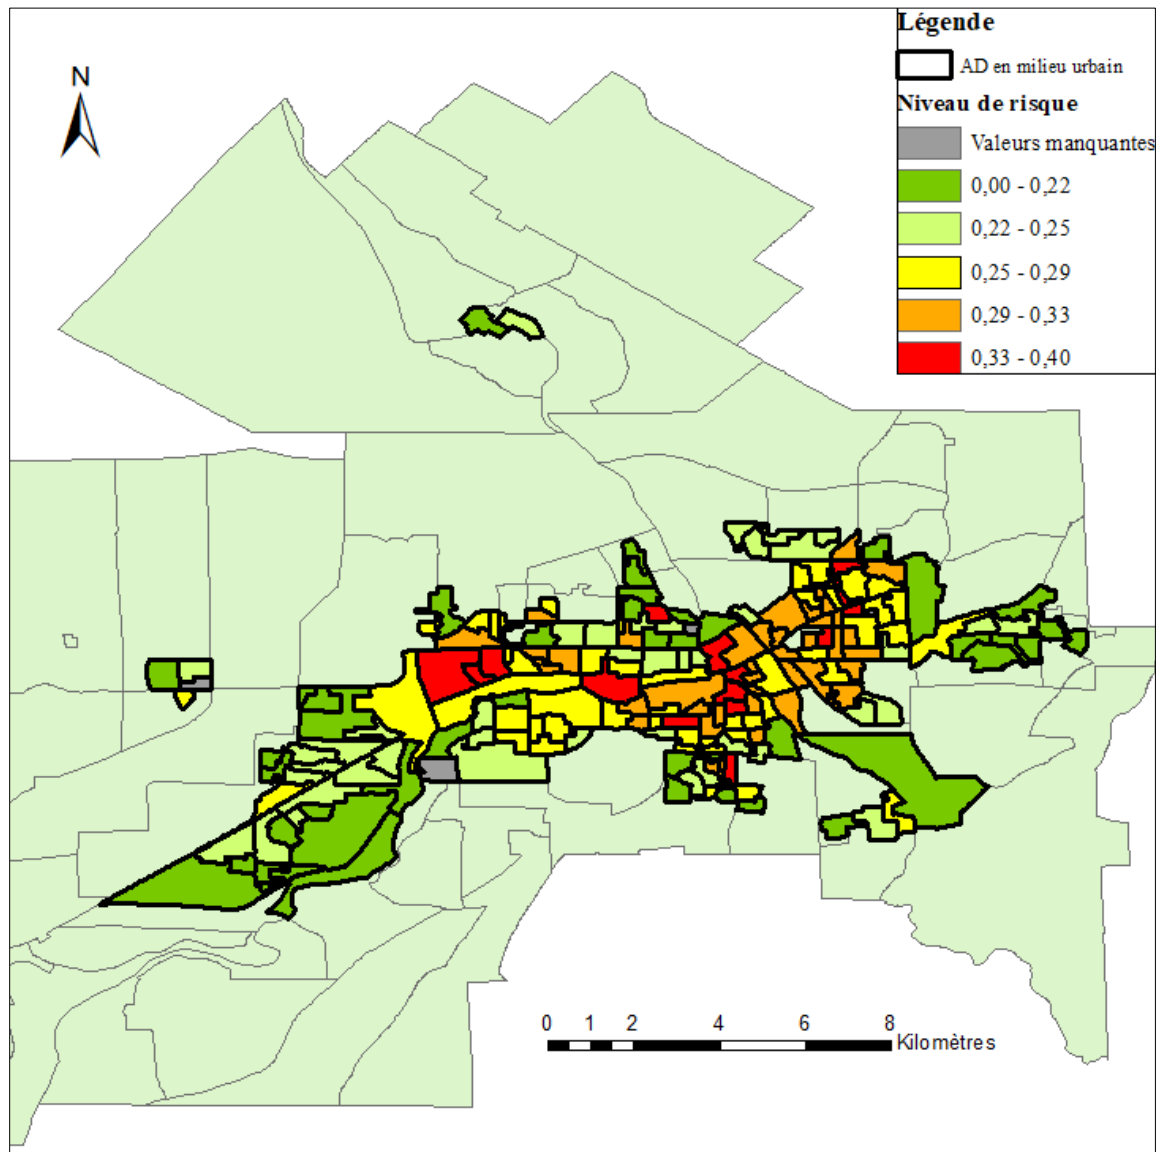 Légende
AD en milieu urbain
Niveau de risque
Valeurs manquantes
0,00 - 0,22
0,22 - 0,25
0,25 - 0,29
0,29 - 0,33
0,33 - 0,40
N
0 1 2 4 6 8
Kilomètres